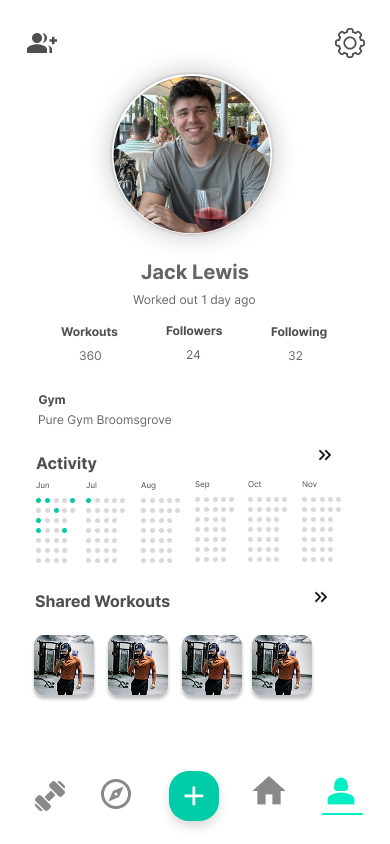 Jack Lewis
Worked out 1 day ago
Workouts Followers Following
360 24 32
Gym
Pure Gym Broomsgrove
Activity
Jun Jul Aug Sep Oct Nov
Shared Workouts